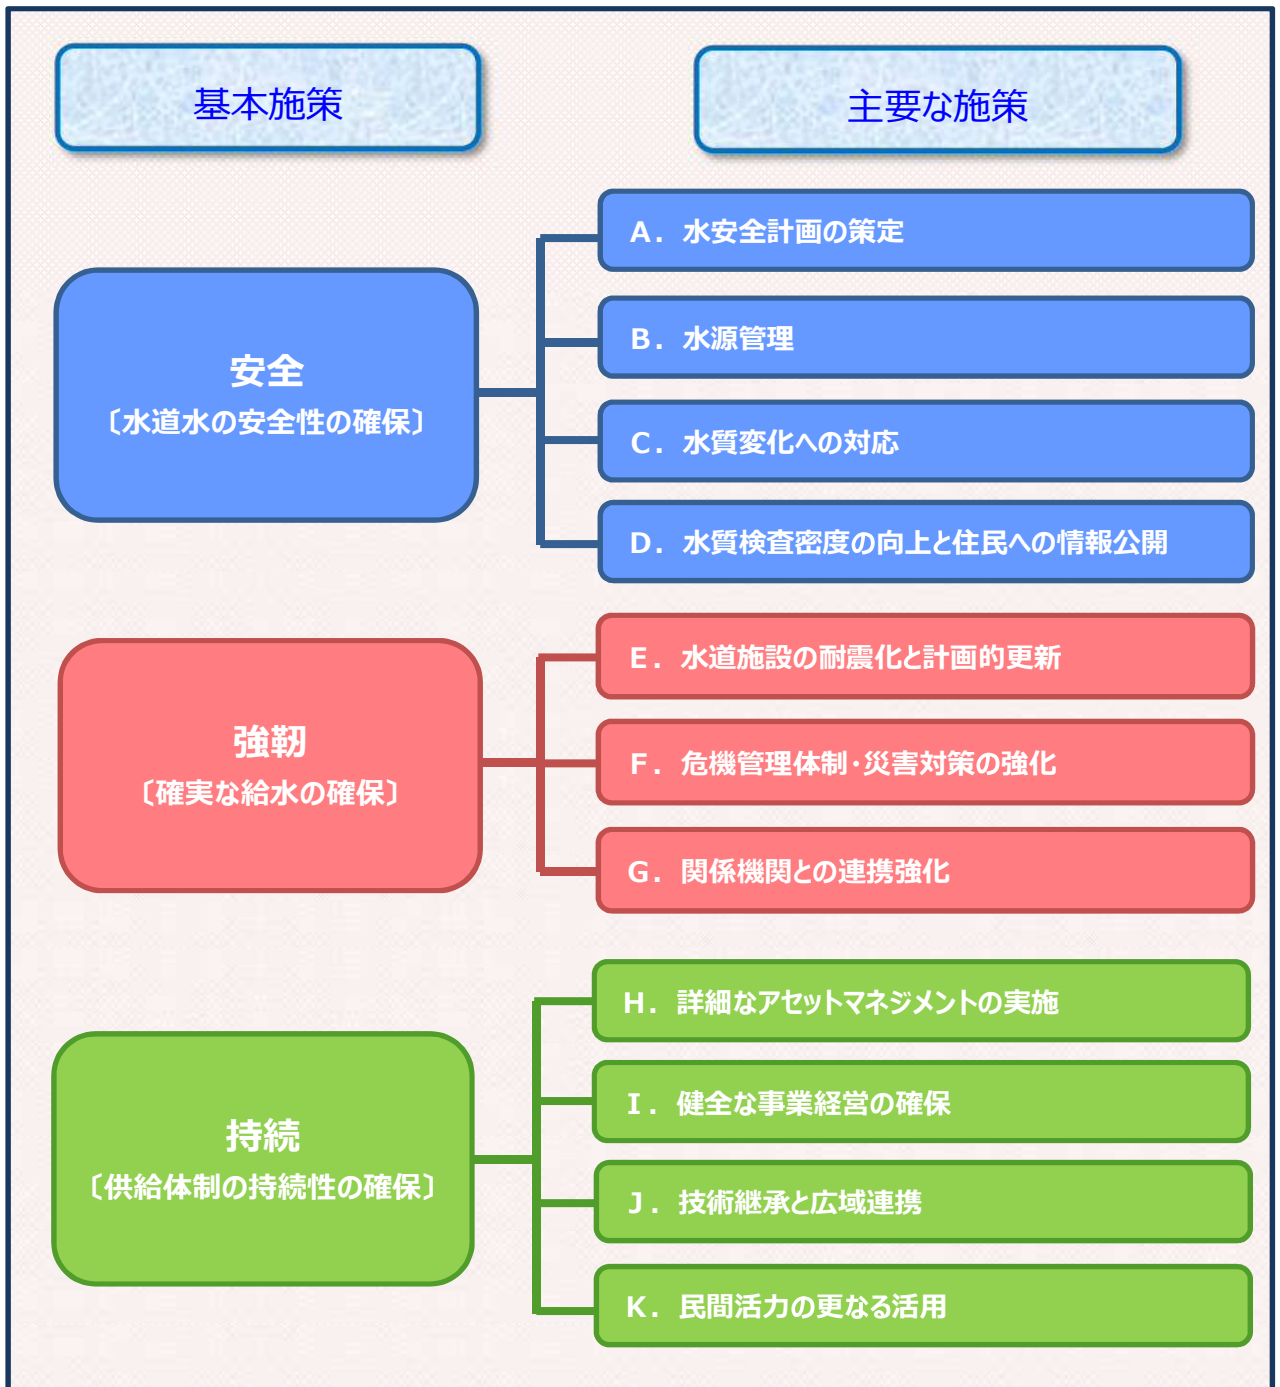 基本施策
主要な施策
安全
〔水道水の安全性の確保〕
A．水安全計画の策定
B．水源管理
C．水質変化への対応
D．水質検査密度の向上と住民への情報公開
強靭
〔確実な給水の確保〕
E．水道施設の耐震化と計画的更新
F．危機管理体制・災害対策の強化
G．関係機関との連携強化
持続
〔供給体制の持続性の確保〕
H．詳細なアセットマネジメントの実施
I．健全な事業経営の確保
J．技術継承と広域連携
K．民間活力の更なる活用